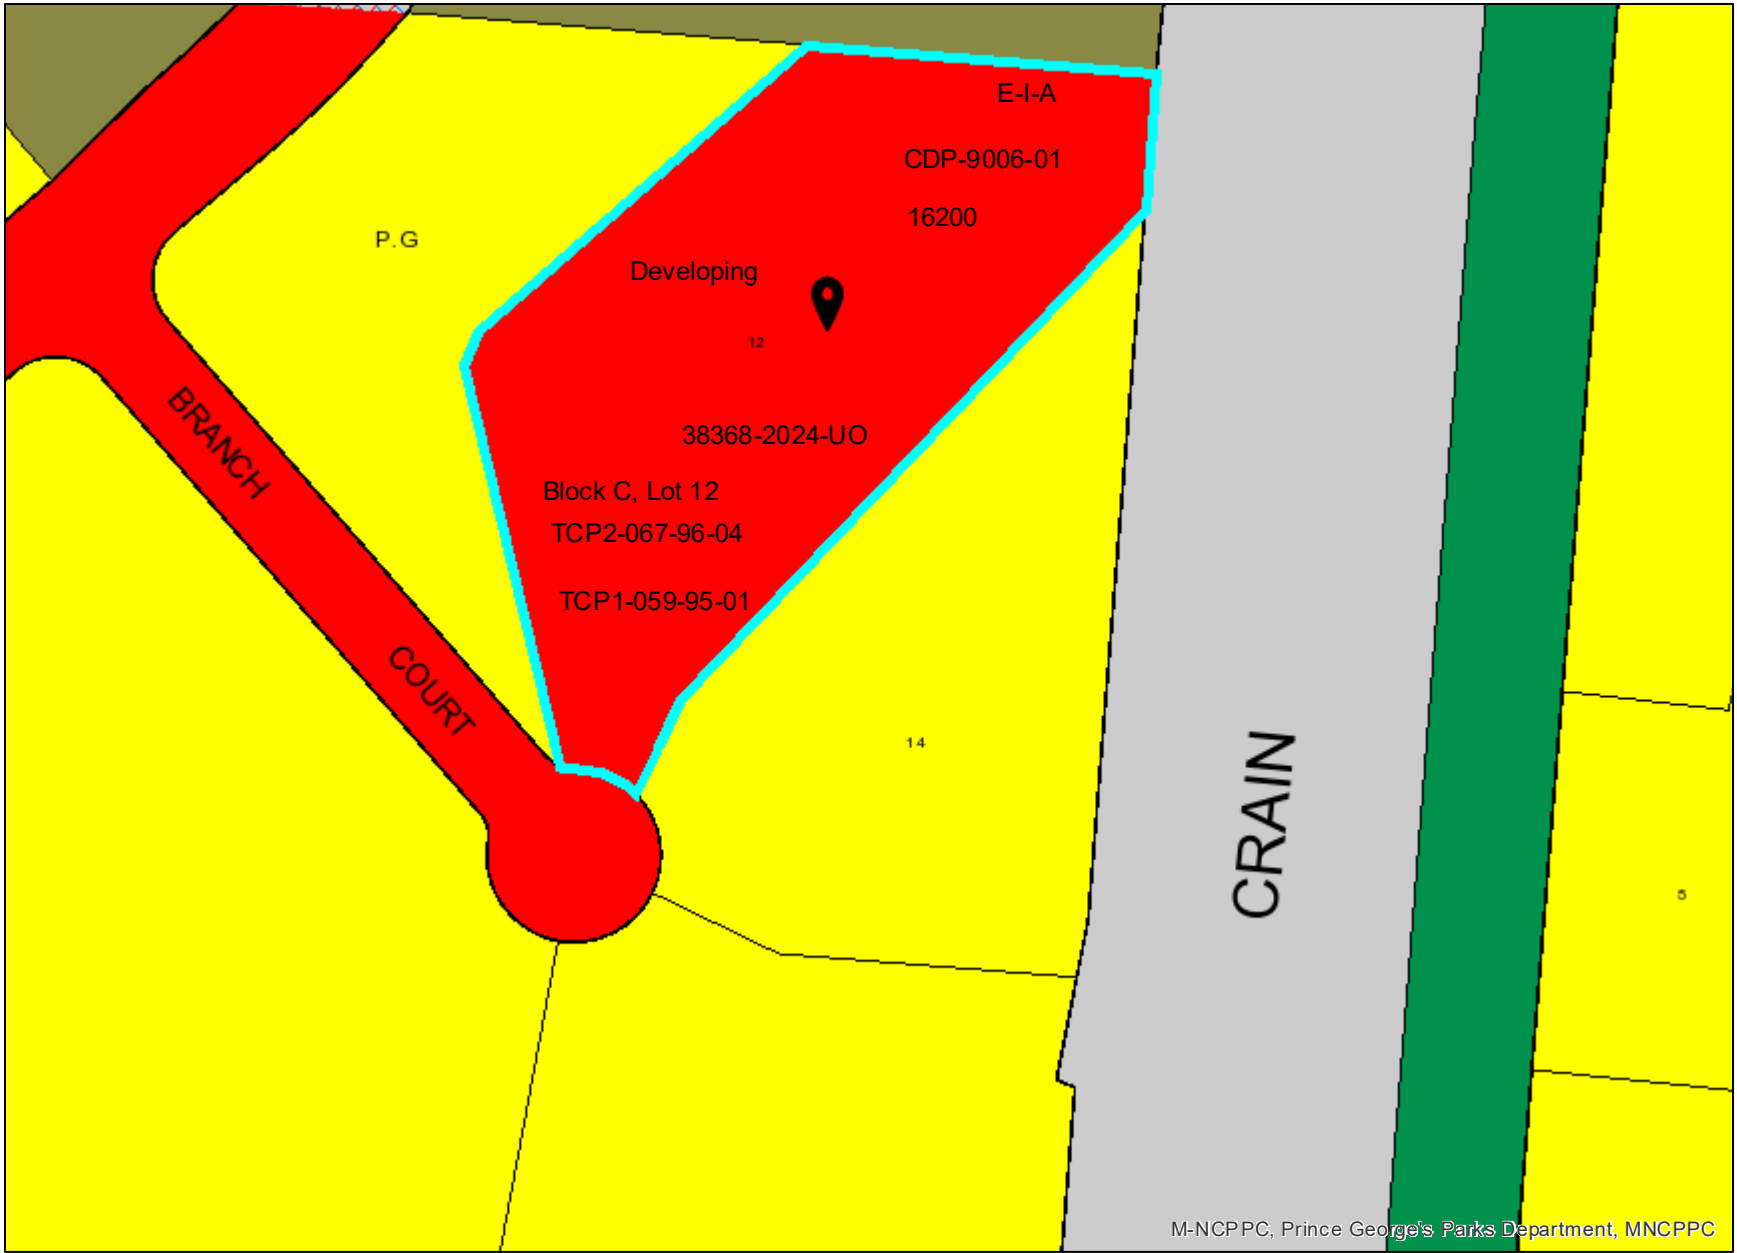 E-I-A
CDP-9006-01
16200
P.G
Developing
12
BRANCH
38368-2024-UO
Block C, Lot 12
TCP2-067-96-04
TCP1-059-95-01
COURT
14
CRAIN
5
M-NCPPC, Prince George's Parks Department, MNCPPC